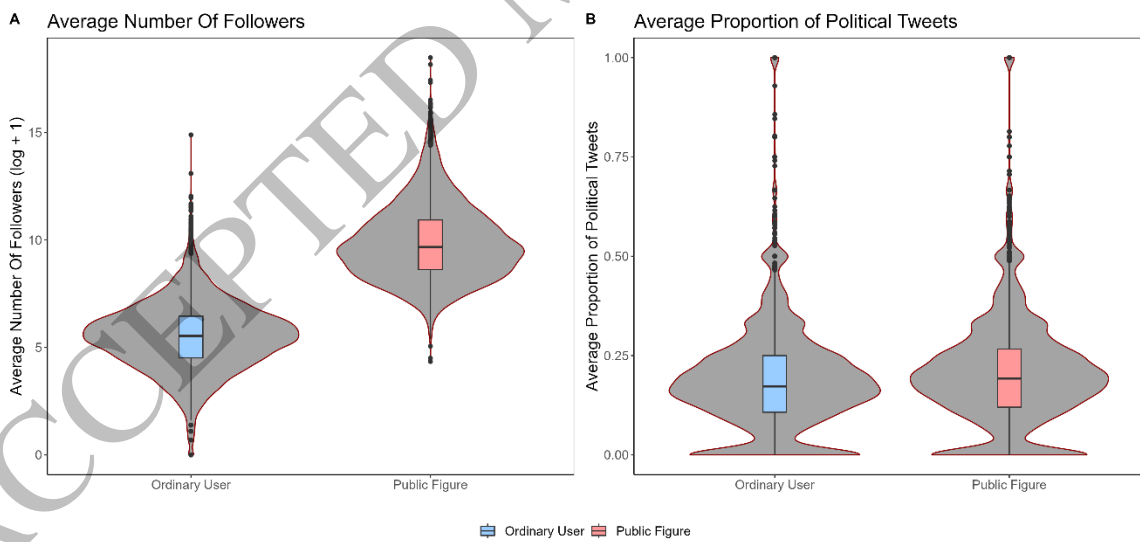 A Average Number Of Followers
Average Number Of Followers (log + 1)
15
10
5
0
Ordinary User Public Figure
B Average Proportion of Political Tweets
Average Proportion of Political Tweets
1.00
0.75
0.50
0.25
0.00
Ordinary User Public Figure
Ordinary User Public Figure
ACCEPTED M